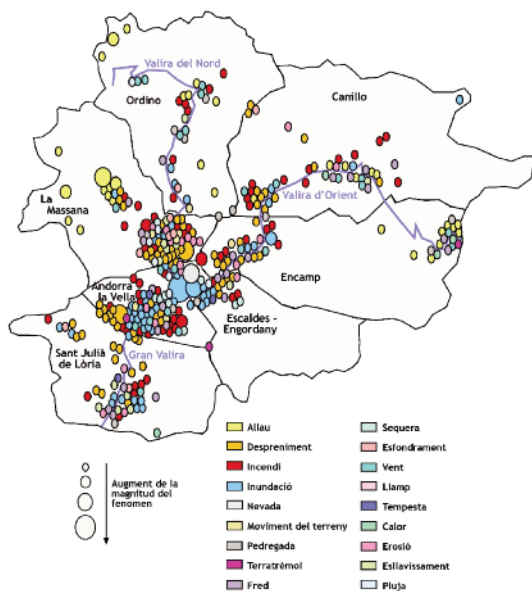 Valira del Nord
Ordino
Canillo
La
Massana
Valira d'Orient
Encamp
Andorra
la Vella
Escaldes -
Engordany
Sant Julià
de Lòria
Gran Valira
Augment de la
magnitud del
fenomen
Allau
Despreniment
Incendi
Inundació
Nevada
Moviment del terreny
Pedregada
Terratrèmol
Fred
Sequera
Esfondrament
Vent
Llamp
Tempesta
Calor
Erosió
Esllavissament
Pluja